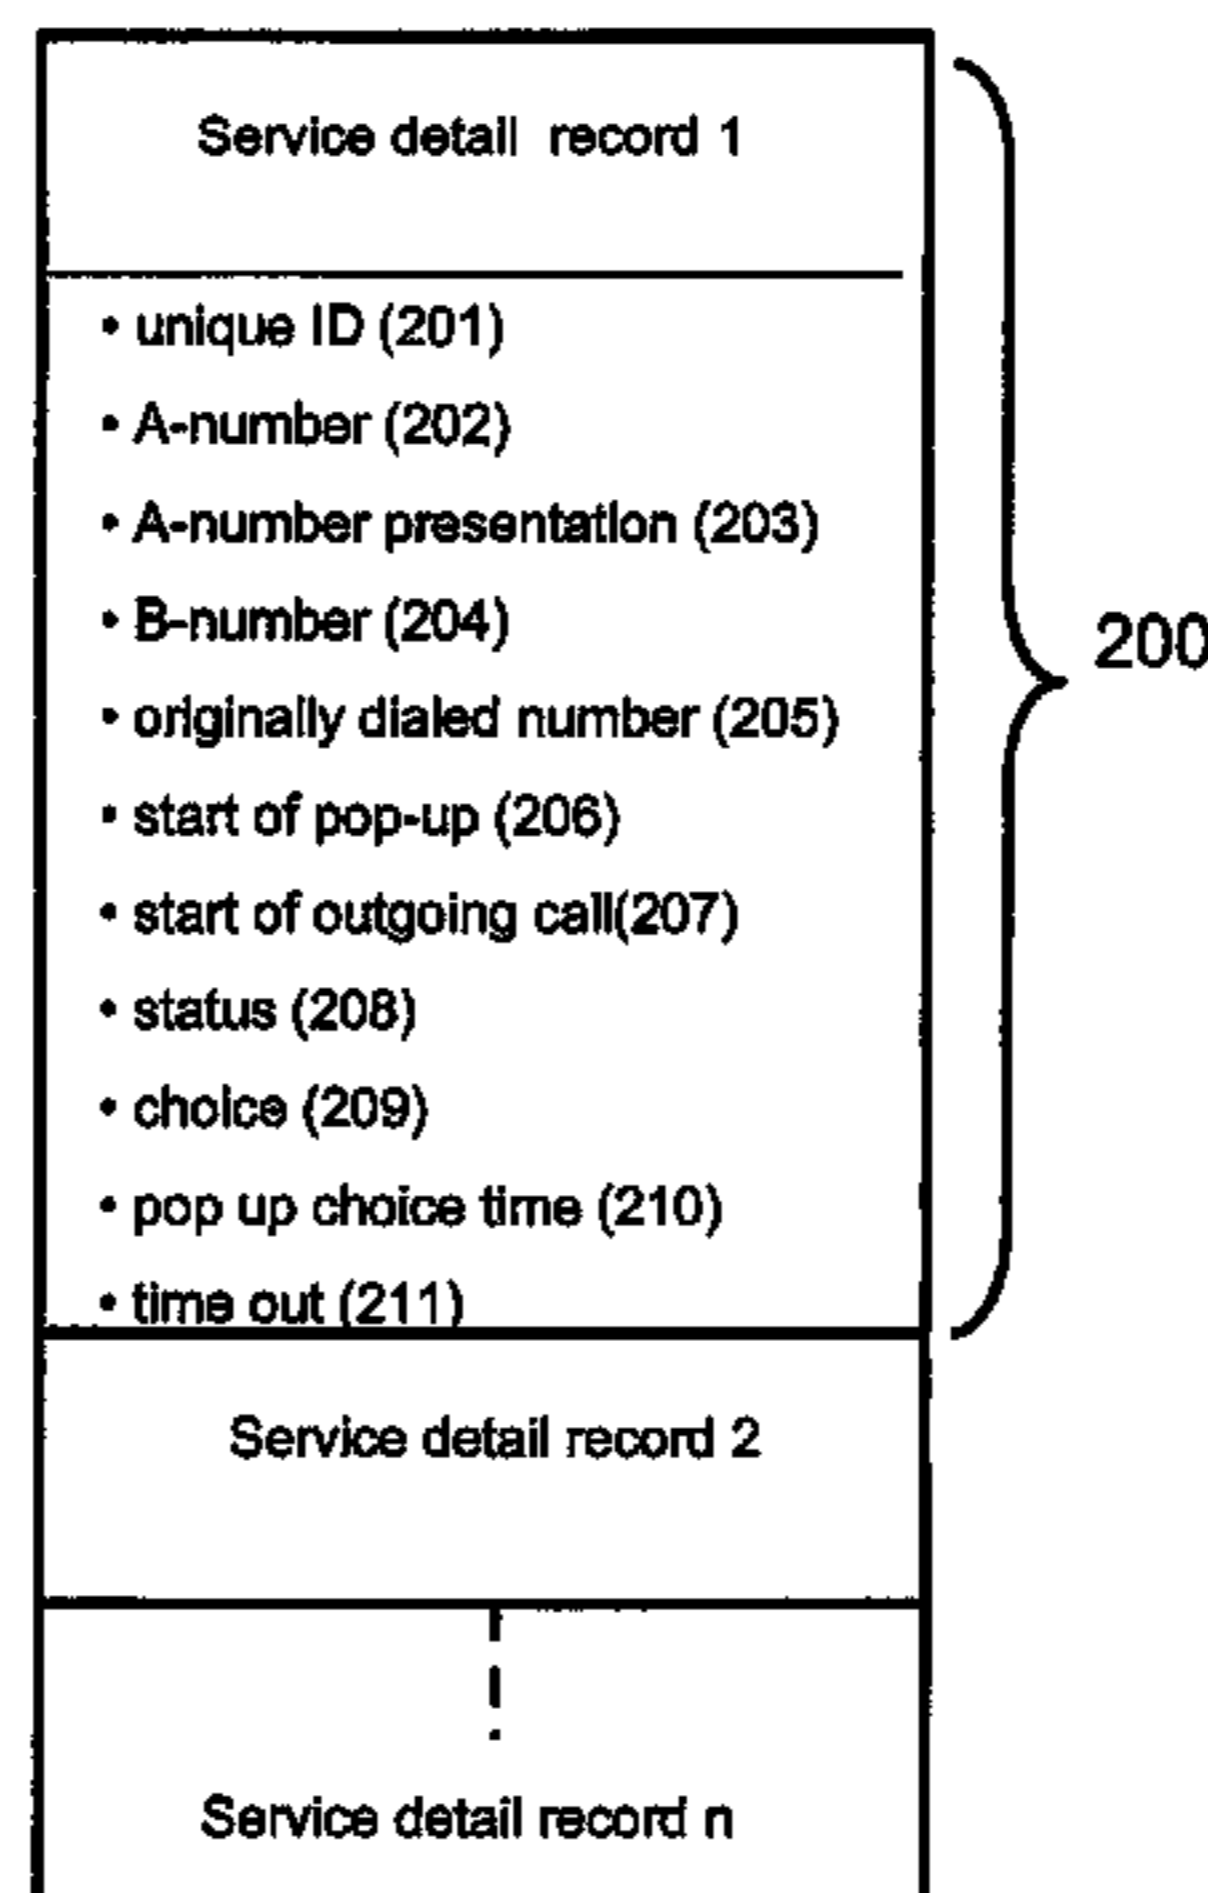 Service detail record 1
• unique ID (201)
• A-number (202)
• A-number presentation (203)
• B-number (204)
• originally dialed number (205)
• start of pop-up (206)
• start of outgoing call(207)
• status (208)
• choice (209)
• pop up choice time (210)
• time out (211)
200
Service detail record 2
Service detail record n